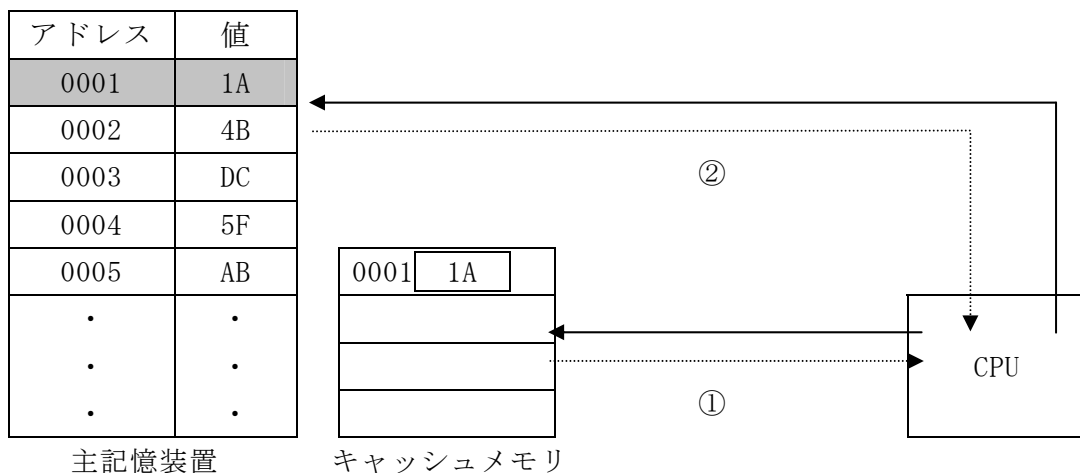 アドレス 値
0001 1A
0002 4B
0003 DC
0004 5F
0005 AB
・ ・
・ ・
・ ・
主記憶装置
②
0001 1A
キャッシュメモリ
①
CPU